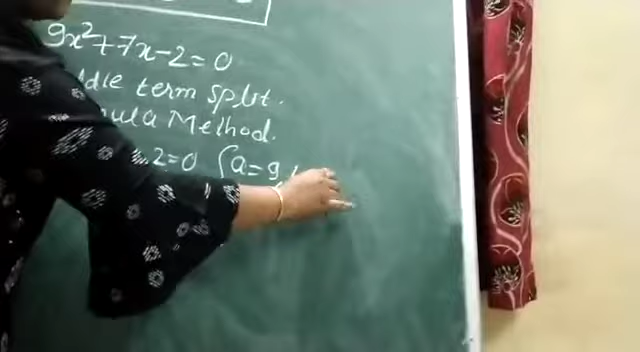 9x²+7x-2=0
dle term split.
ula Method.
2=0 (a=9